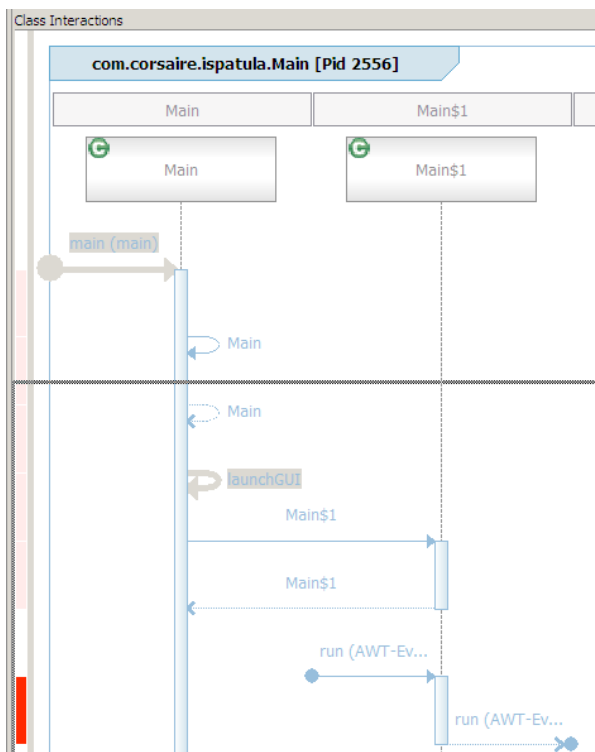 Class Interactions
com.corsaire.ispatula.Main [Pid 2556]
Main
Main$1
C
Main
C
Main$1
main (main)
Main
Main
launchGUI
Main$1
Main$1
run (AWT-Ev...
run (AWT-Ev...